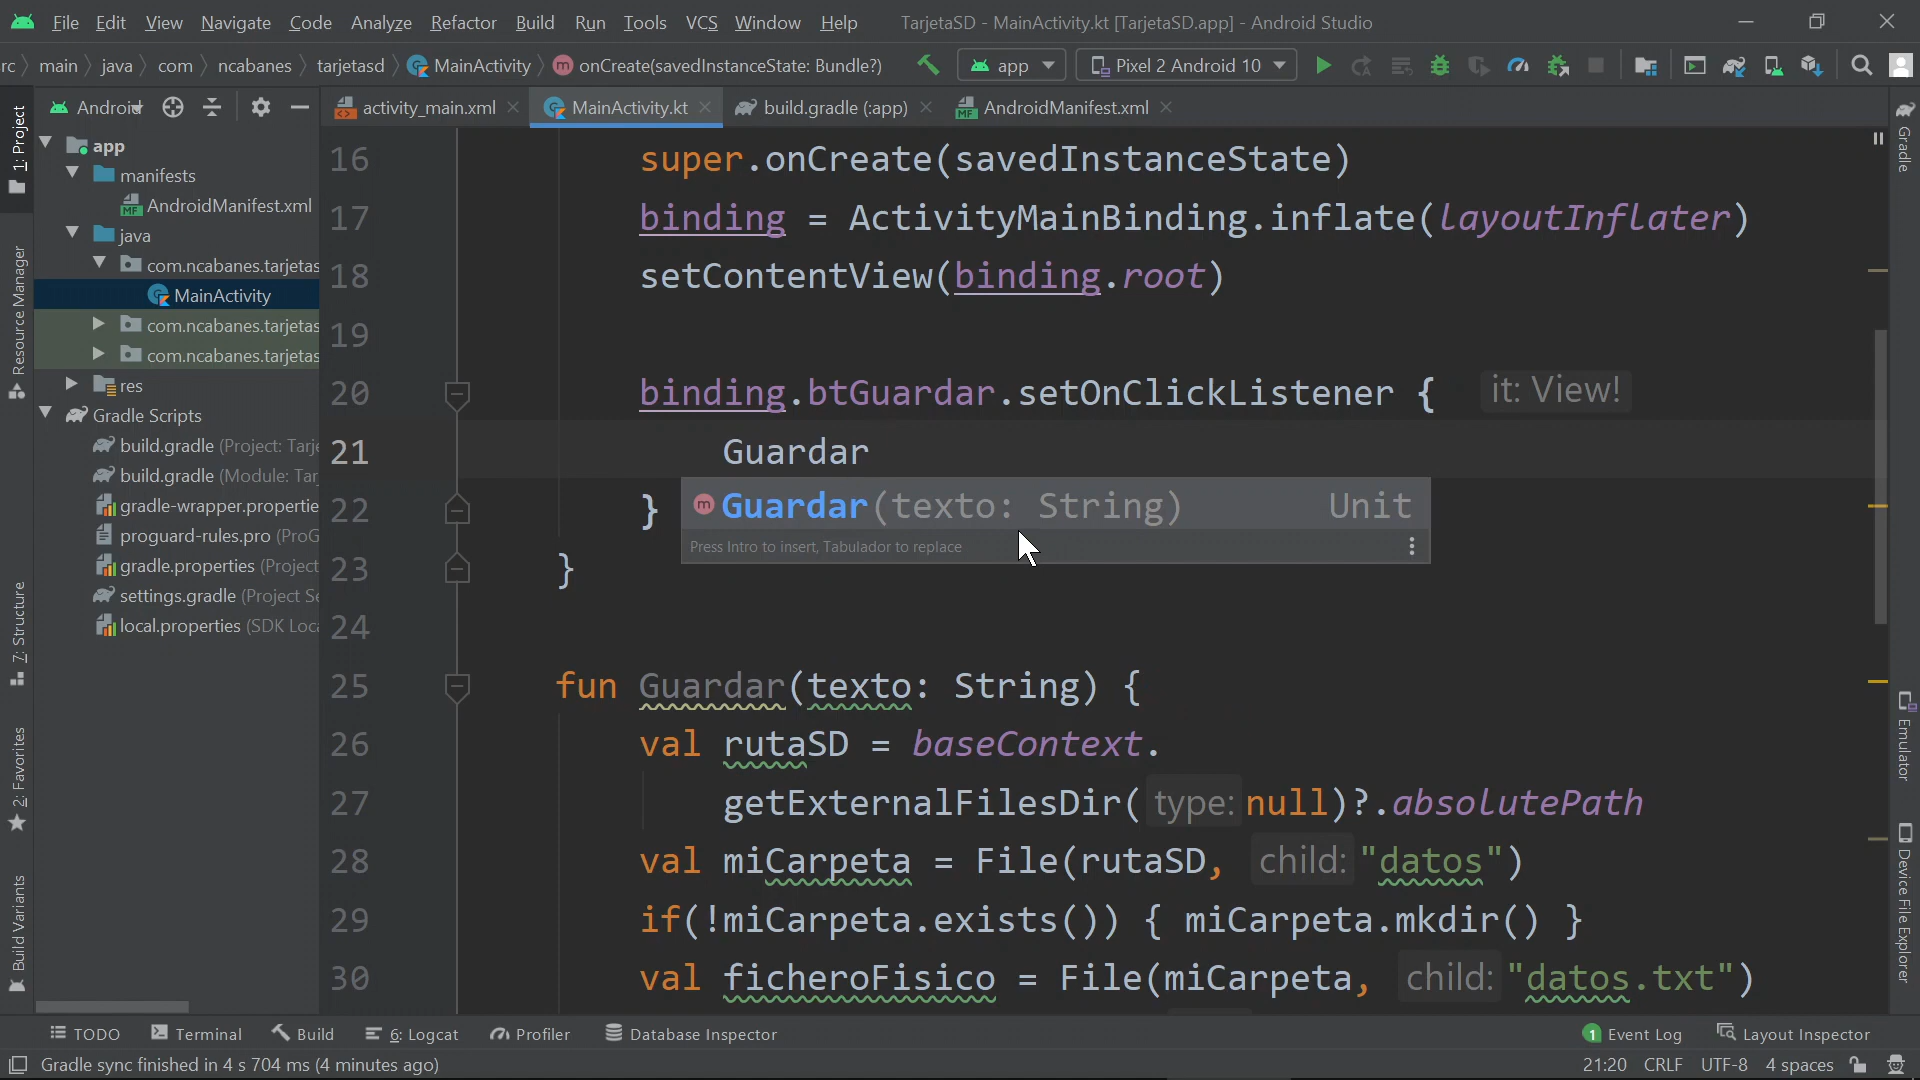 File Edit View Navigate Code Analyze Refactor Build Run Tools VCS Window Help TarjetaSD - MainActivity.kt [TarjetaSD.app] - Android Studio
rc main java com ncabanes tarjetasd MainActivity onCreate(savedInstanceState: Bundle?) app Pixel 2 Android 10
Android activity_main.xml MainActivity.kt build.gradle (:app) AndroidManifest.xml
1: Project
Resource Manager
7: Structure
2: Favorites
Build Variants
app
manifests
AndroidManifest.xml
java
com.ncabanes.tarjetas
MainActivity
com.ncabanes.tarjetas
com.ncabanes.tarjetas
res
Gradle Scripts
build.gradle (Project: Tarje
build.gradle (Module: Tar
gradle-wrapper.propertie
proguard-rules.pro (ProG
gradle.properties (Project
settings.gradle (Project Se
local.properties (SDK Loca
16 super.onCreate(savedInstanceState)
17 binding = ActivityMainBinding.inflate(layoutInflater)
18 setContentView(binding.root)
19
20 binding.btGuardar.setOnClickListener { it: View!
21 Guardar
Guardar(texto: String) Unit
Press Intro to insert, Tabulador to replace
22 }
23 }
24
25 fun Guardar(texto: String) {
26 val rutaSD = baseContext.
27 getExternalFilesDir( type: null)?.absolutePath
28 val miCarpeta = File(rutaSD, child: "datos")
29 if(!miCarpeta.exists()) { miCarpeta.mkdir() }
30 val ficheroFisico = File(miCarpeta, child: "datos.txt")
Gradle
Emulator
Device File Explorer
TODO Terminal Build 6: Logcat Profiler Database Inspector 1 Event Log Layout Inspector
Gradle sync finished in 4 s 704 ms (4 minutes ago) 21:20 CRLF UTF-8 4 spaces